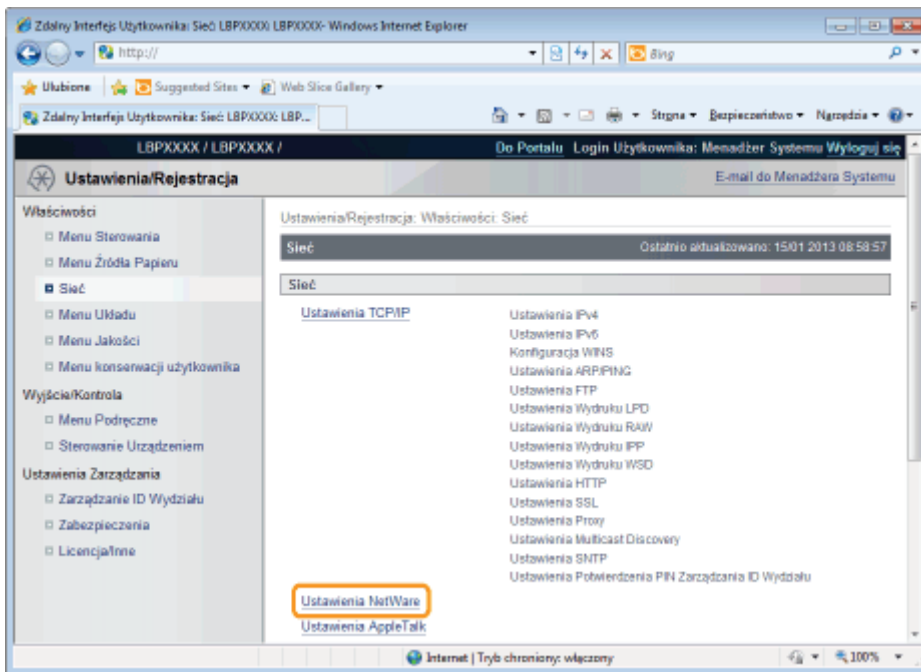 Zdalny Interfejs Użytkownika: Sieć: LBPXXXX: LBPXXXX- Windows Internet Explorer
http://
Bing
Ulubione Suggested Sites Web Slice Gallery
Zdalny Interfejs Użytkownika: Sieć: LBPXXXX: LBP...
Strona Bezpieczeństwo Narzędzia
LBPXXXX / LBPXXXX /
Do Portalu Login Użytkownika: Menadżer Systemu Wyloguj się
Ustawienia/Rejestracja
E-mail do Menadżera Systemu
Właściwości
Menu Sterowania
Menu Źródła Papieru
Sieć
Menu Układu
Menu Jakości
Menu konserwacji użytkownika
Wyjście/Kontrola
Menu Podręczne
Sterowanie Urządzeniem
Ustawienia Zarządzania
Zarządzanie ID Wydziału
Zabezpieczenia
Licencja/Inne
Ustawienia/Rejestracja: Właściwości: Sieć
Sieć
Ostatnio aktualizowano: 15/01 2013 08:58:57
Sieć
Ustawienia TCP/IP
Ustawienia IPv4
Ustawienia IPv6
Konfiguracja WINS
Ustawienia ARP/PING
Ustawienia FTP
Ustawienia Wydruku LPD
Ustawienia Wydruku RAW
Ustawienia Wydruku IPP
Ustawienia Wydruku WSD
Ustawienia HTTP
Ustawienia SSL
Ustawienia Proxy
Ustawienia Multicast Discovery
Ustawienia SNTP
Ustawienia Potwierdzenia PIN Zarządzania ID Wydziału
Ustawienia NetWare
Ustawienia AppleTalk
Internet | Tryb chroniony: włączony
100%